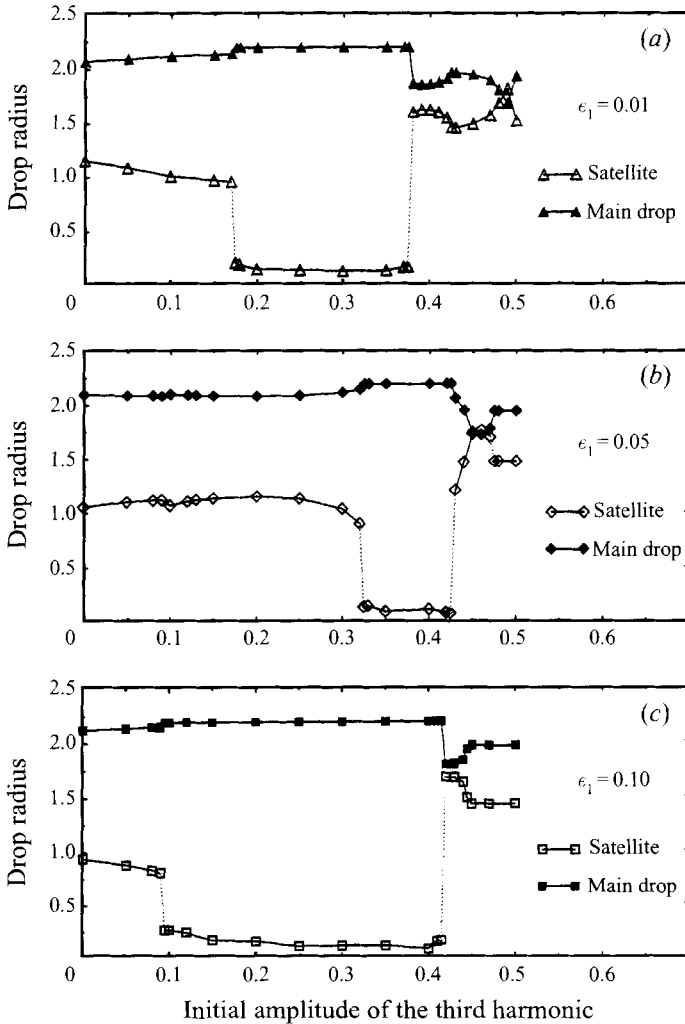 2.5
(a)
2.0
ϵ₁ = 0.01
1.5
Drop radius
Satellite
1.0
Main drop
0.5
0 0.1 0.2 0.3 0.4 0.5 0.6
2.5
(b)
2.0
ϵ₁ = 0.05
1.5
Drop radius
Satellite
1.0
Main drop
0.5
0 0.1 0.2 0.3 0.4 0.5 0.6
2.5
(c)
2.0
ϵ₁ = 0.10
1.5
Drop radius
Satellite
1.0
Main drop
0.5
0 0.1 0.2 0.3 0.4 0.5 0.6
Initial amplitude of the third harmonic